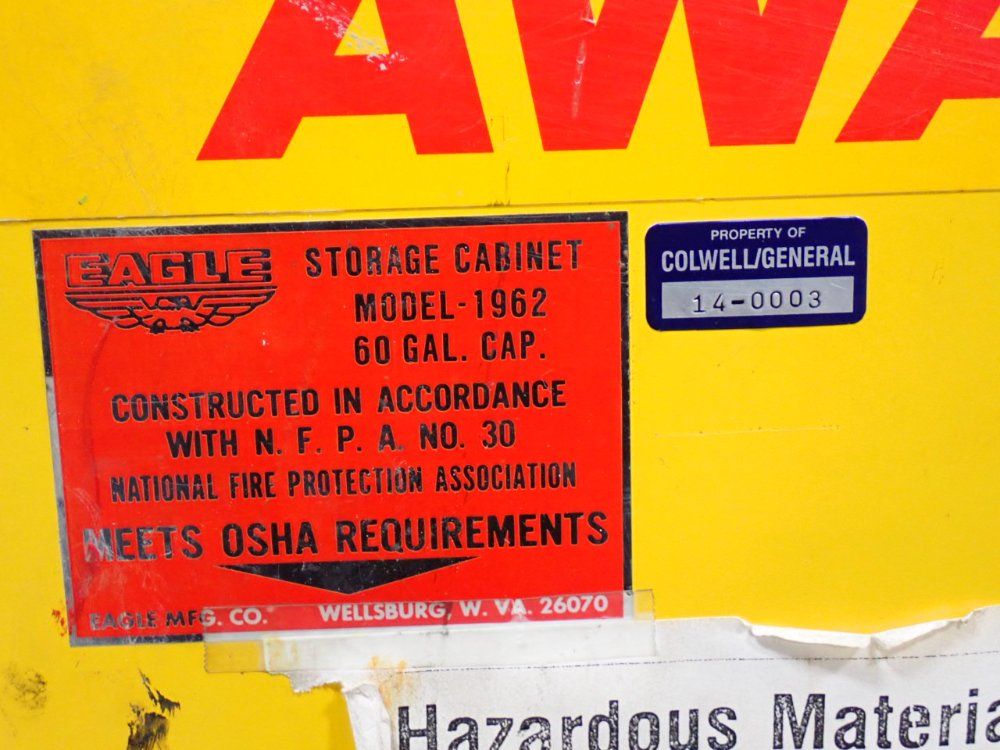 AWA
EAGLE
STORAGE CABINET
MODEL-1962
60 GAL. CAP.
CONSTRUCTED IN ACCORDANCE
WITH N. F. P. A. NO. 30
NATIONAL FIRE PROTECTION ASSOCIATION
MEETS OSHA REQUIREMENTS
EAGLE MFG. CO. WELLSBURG, W. VA. 26070
PROPERTY OF
COLWELL/GENERAL
14-0003
Hazardous Materia